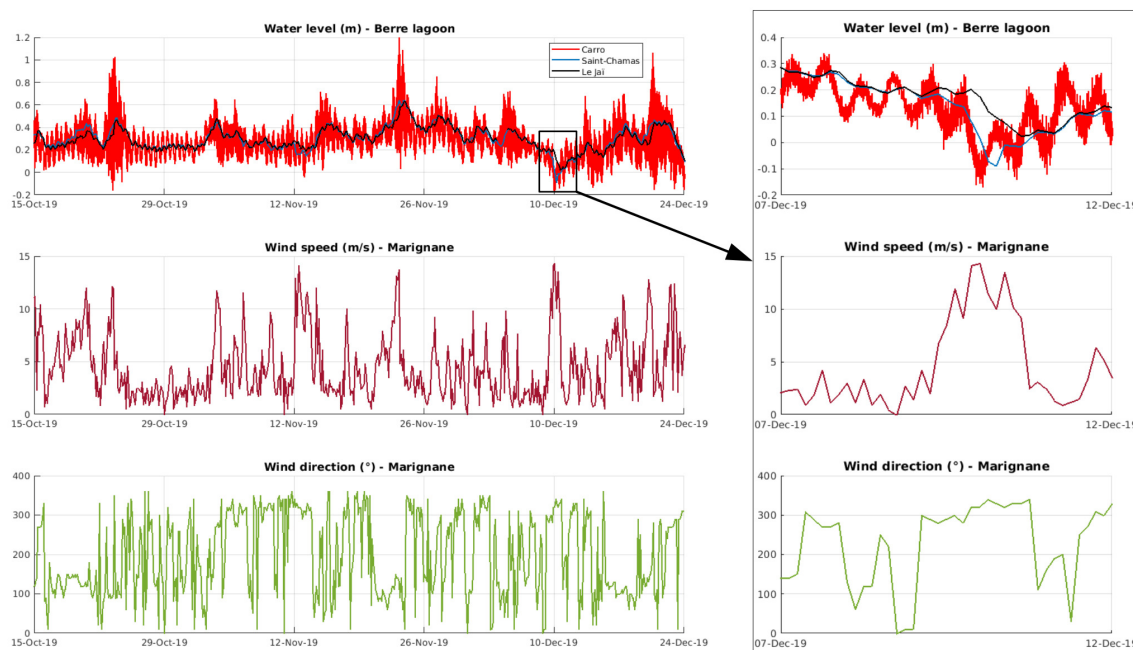 Water level (m) - Berre lagoon
1.2
1
0.8
0.6
0.4
0.2
0
-0.2
15-Oct-19 29-Oct-19 12-Nov-19 26-Nov-19 10-Dec-19 24-Dec-19
Carro
Saint-Chamas
Le Jaï
Water level (m) - Berre lagoon
0.4
0.3
0.2
0.1
0
-0.1
-0.2
07-Dec-19 12-Dec-19
Wind speed (m/s) - Marignane
15
10
5
0
15-Oct-19 29-Oct-19 12-Nov-19 26-Nov-19 10-Dec-19 24-Dec-19
Wind speed (m/s) - Marignane
15
10
5
0
07-Dec-19 12-Dec-19
Wind direction (°) - Marignane
400
300
200
100
0
15-Oct-19 29-Oct-19 12-Nov-19 26-Nov-19 10-Dec-19 24-Dec-19
Wind direction (°) - Marignane
400
300
200
100
0
07-Dec-19 12-Dec-19